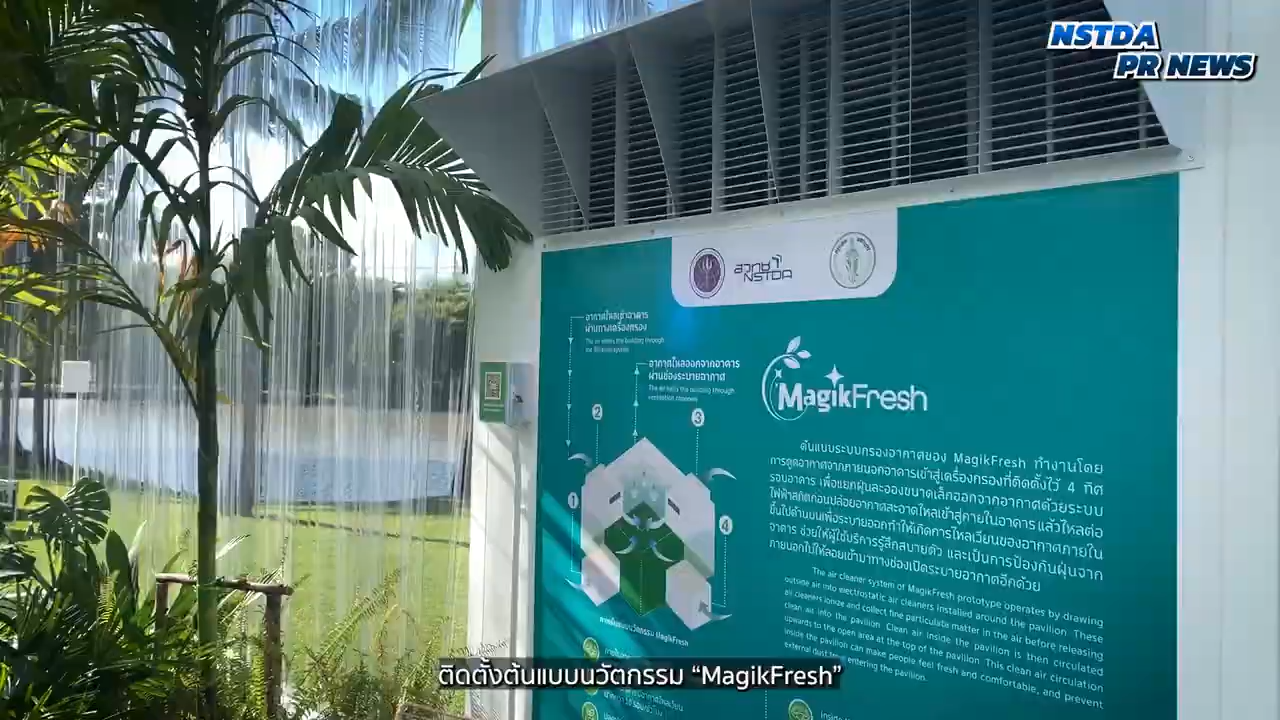 NSTDA
PR NEWS
สวทช
NSTDA
อากาศไหลเข้าอาคาร
ผ่านทางเครื่องกรอง
The air enters the building through
the filtration system
อากาศไหลออกจากอาคาร
ผ่านช่องระบายอากาศ
The air exits the building through
ventilation channels
2
3
1
4
MagikFresh
ต้นแบบระบบกรองอากาศของ MagikFresh ทำงานโดย
การดูดอากาศจากภายนอกอาคารเข้าสู่เครื่องกรองที่ติดตั้งไว้ 4 ทิศ
รอบอาคาร เพื่อแยกฝุ่นละอองขนาดเล็กออกจากอากาศด้วยระบบ
ไฟฟ้าสถิตก่อนปล่อยอากาศสะอาดไหลเข้าสู่ภายในอาคารแล้วไหลต่อ
ขึ้นไปด้านบนเพื่อระบายออกทำให้เกิดการไหลเวียนของอากาศภายใน
อาคาร ช่วยให้ผู้ใช้บริการรู้สึกสบายตัว และเป็นการป้องกันฝุ่นจาก
ภายนอกไม่ให้ลอยเข้ามาทางช่องเปิดระบายอากาศอีกด้วย
The air cleaner system of MagikFresh prototype operates by drawing
outside air into electrostatic air cleaners installed around the pavilion. These
air cleaners ionize and collect fine particulate matter in the air before releasing
clean air into the pavilion. Clean air inside the pavilion is then circulated
upwards to the open area at the top of the pavilion. This clean air circulation
inside the pavilion can make people feel fresh and comfortable, and prevent
external dust from entering the pavilion.
ภาพต้นแบบนวัตกรรม MagikFresh
ติดตั้งต้นแบบนวัตกรรม “MagikFresh”